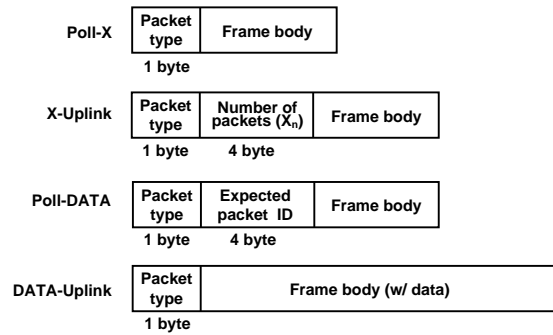 Poll-X
Packet type
Frame body
1 byte
X-Uplink
Packet type
Number of packets (Xn)
Frame body
1 byte
4 byte
Poll-DATA
Packet type
Expected packet ID
Frame body
1 byte
4 byte
DATA-Uplink
Packet type
Frame body (w/ data)
1 byte